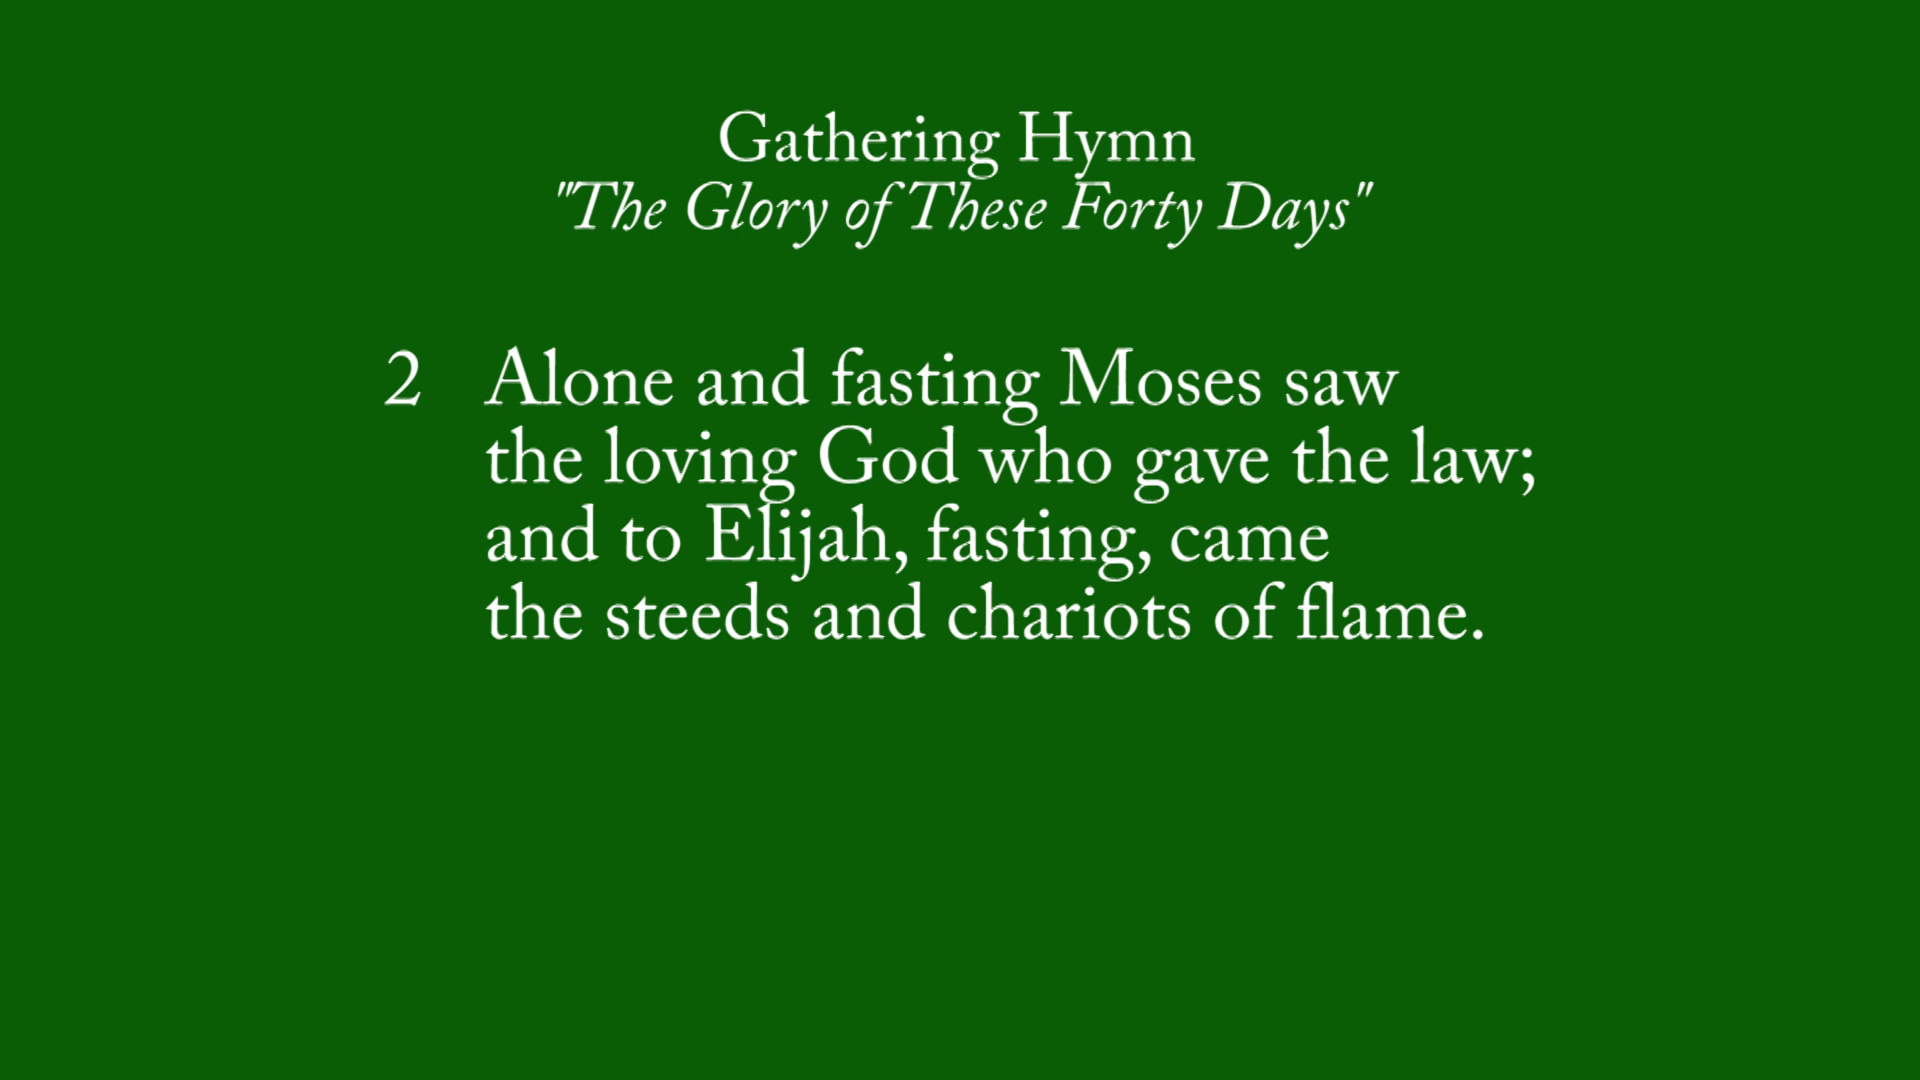 Gathering Hymn
"The Glory of These Forty Days"
2 Alone and fasting Moses saw
the loving God who gave the law;
and to Elijah, fasting, came
the steeds and chariots of flame.